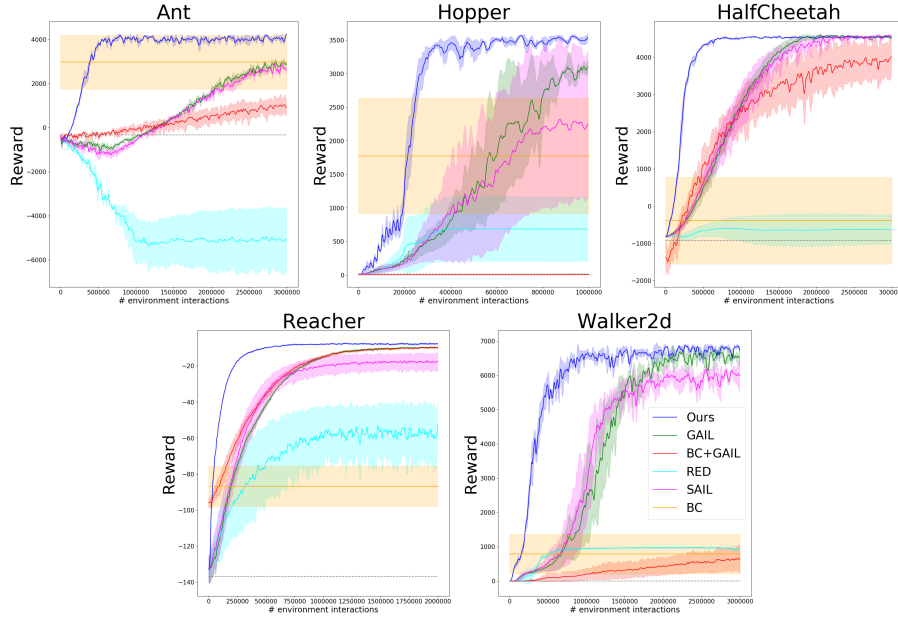 Ant
Reward
4000
2000
0
−2000
−4000
−6000
0 500000 1000000 1500000 2000000 2500000 3000000
# environment interactions
Hopper
Reward
3500
3000
2500
2000
1500
1000
500
0
0 200000 400000 600000 800000 1000000
# environment interactions
HalfCheetah
Reward
4000
3000
2000
1000
0
−1000
−2000
0 500000 1000000 1500000 2000000 2500000 3000000
# environment interactions
Reacher
Reward
−20
−40
−60
−80
−100
−120
−140
0 250000 500000 750000 1000000 1250000 1500000 1750000 2000000
# environment interactions
Walker2d
Reward
7000
6000
5000
4000
3000
2000
1000
0
0 500000 1000000 1500000 2000000 2500000 3000000
# environment interactions
Ours
GAIL
BC+GAIL
RED
SAIL
BC